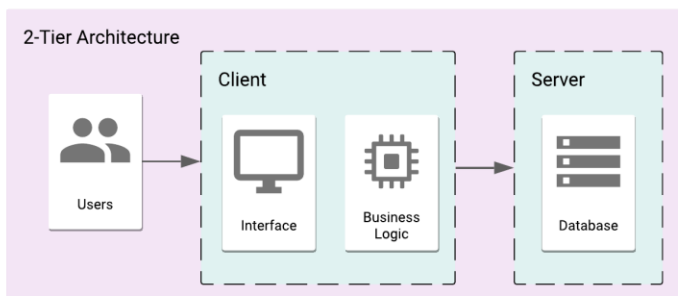 2-Tier Architecture
Client
Server
Users
Interface
Business
Logic
Database